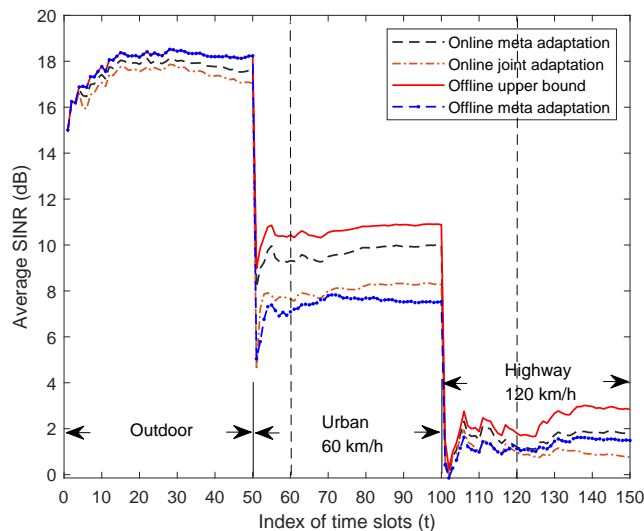 Average SINR (dB)
20
18
16
14
12
10
8
6
4
2
0
Online meta adaptation
Online joint adaptation
Offline upper bound
Offline meta adaptation
Outdoor
Urban
60 km/h
Highway
120 km/h
0 10 20 30 40 50 60 70 80 90 100 110 120 130 140 150
Index of time slots (t)